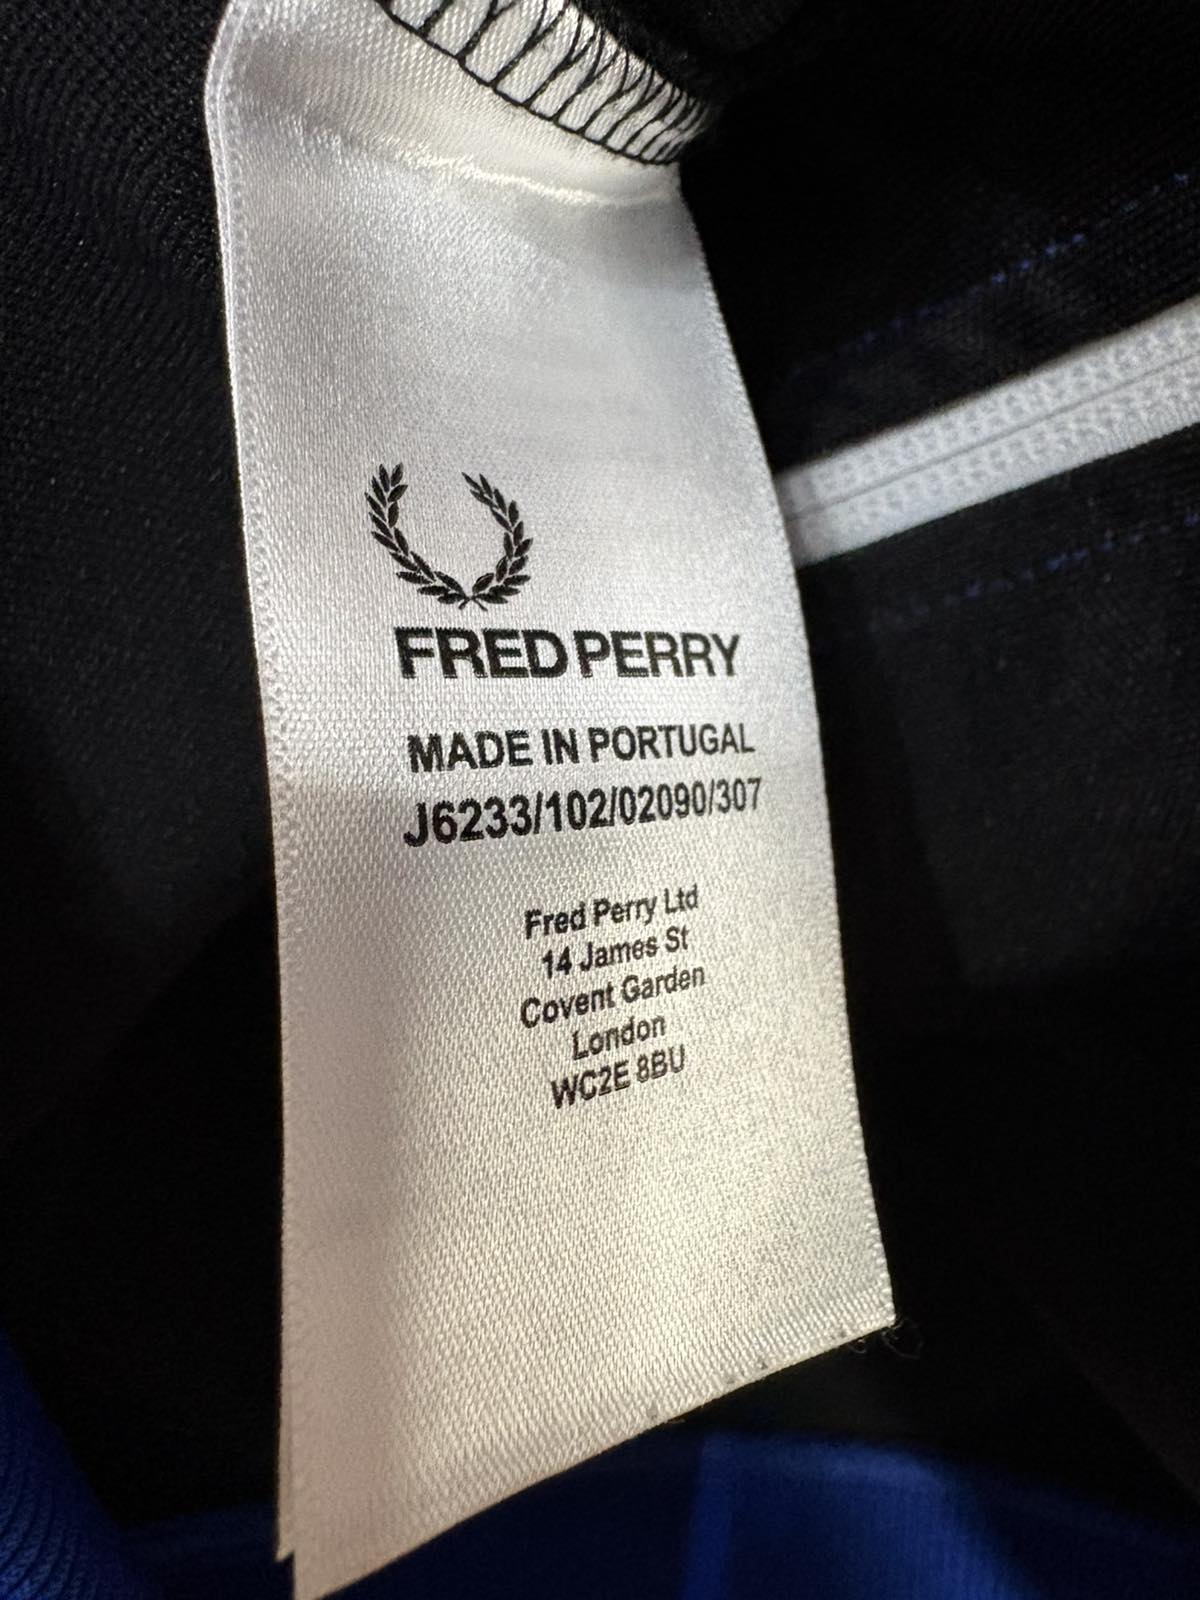 FRED PERRY
MADE IN PORTUGAL
J6233/102/02090/307
Fred Perry Ltd
14 James St
Covent Garden
London
WC2E 8BU